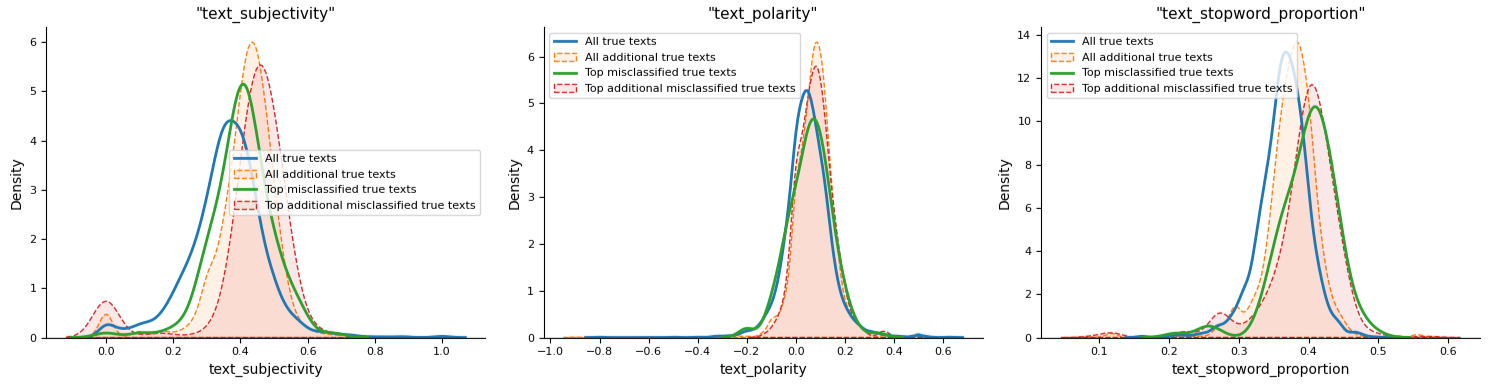 "text_subjectivity"
Density
6
5
4
3
2
1
0
All true texts
All additional true texts
Top misclassified true texts
Top additional misclassified true texts
0.0 0.2 0.4 0.6 0.8 1.0
text_subjectivity
"text_polarity"
Density
6
5
4
3
2
1
0
All true texts
All additional true texts
Top misclassified true texts
Top additional misclassified true texts
−1.0 −0.8 −0.6 −0.4 −0.2 0.0 0.2 0.4 0.6
text_polarity
"text_stopword_proportion"
Density
14
12
10
8
6
4
2
0
All true texts
All additional true texts
Top misclassified true texts
Top additional misclassified true texts
0.1 0.2 0.3 0.4 0.5 0.6
text_stopword_proportion